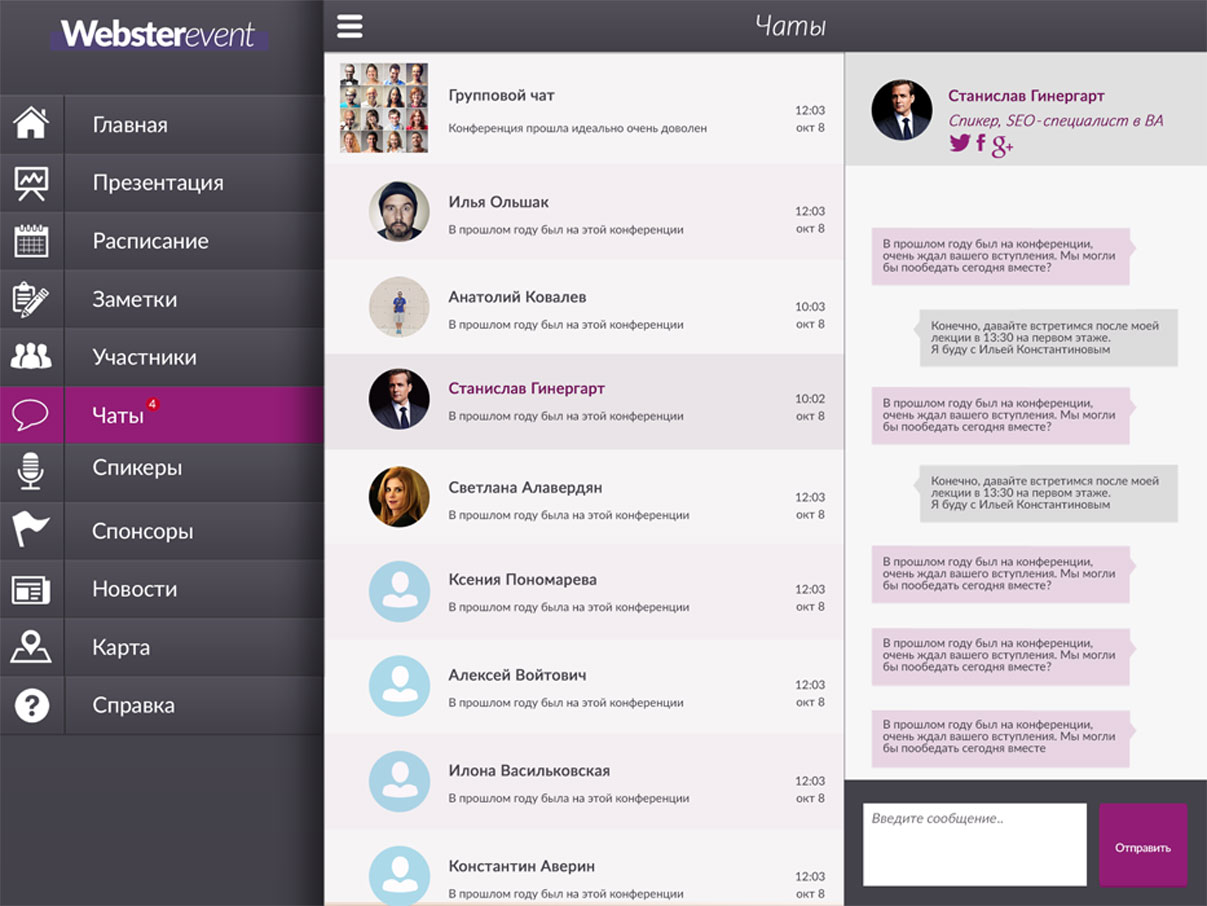 Websterevent
Чаты
Главная
Презентация
Расписание
Заметки
Участники
Чаты 4
Спикеры
Спонсоры
Новости
Карта
Справка
Групповой чат
12:03
Конференция прошла идеально очень доволен
окт 8
Илья Ольшак
12:03
В прошлом году был на этой конференции
окт 8
Анатолий Ковалев
10:03
В прошлом году был на этой конференции
окт 8
Станислав Гинергарт
10:02
В прошлом году был на этой конференции
окт 8
Светлана Алавердян
12:03
В прошлом году была на этой конференции
окт 8
Ксения Пономарева
12:03
В прошлом году была на этой конференции
окт 8
Алексей Войтович
12:03
В прошлом году был на этой конференции
окт 8
Илона Васильковская
12:03
В прошлом году была на этой конференции
окт 8
Константин Аверин
12:03
В прошлом году был на этой конференции
окт 8
Станислав Гинергарт
Спикер, SEO-специалист в BA
В прошлом году был на конференции,
очень ждал вашего вступления. Мы могли
бы пообедать сегодня вместе?
Конечно, давайте встретимся после моей
лекции в 13:30 на первом этаже.
Я буду с Ильей Константиновым
В прошлом году был на конференции,
очень ждал вашего вступления. Мы могли
бы пообедать сегодня вместе?
Конечно, давайте встретимся после моей
лекции в 13:30 на первом этаже.
Я буду с Ильей Константиновым
В прошлом году был на конференции,
очень ждал вашего вступления. Мы могли
бы пообедать сегодня вместе?
В прошлом году был на конференции,
очень ждал вашего вступления. Мы могли
бы пообедать сегодня вместе?
В прошлом году был на конференции,
очень ждал вашего вступления. Мы могли
бы пообедать сегодня вместе
Введите сообщение..
Отправить